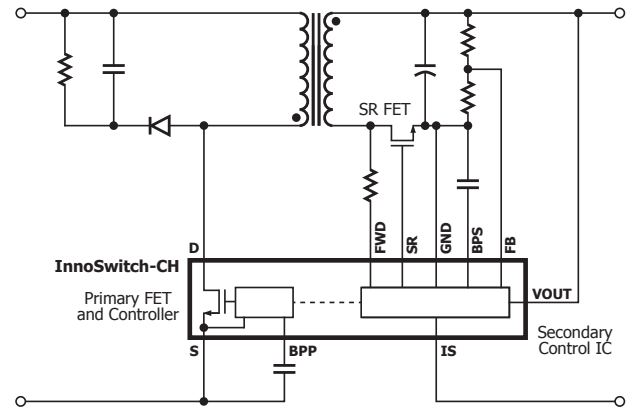 SR FET
FWD
SR
GND
BPS
FB
D
InnoSwitch-CH
Primary FET
and Controller
VOUT
Secondary
Control IC
S
BPP
IS